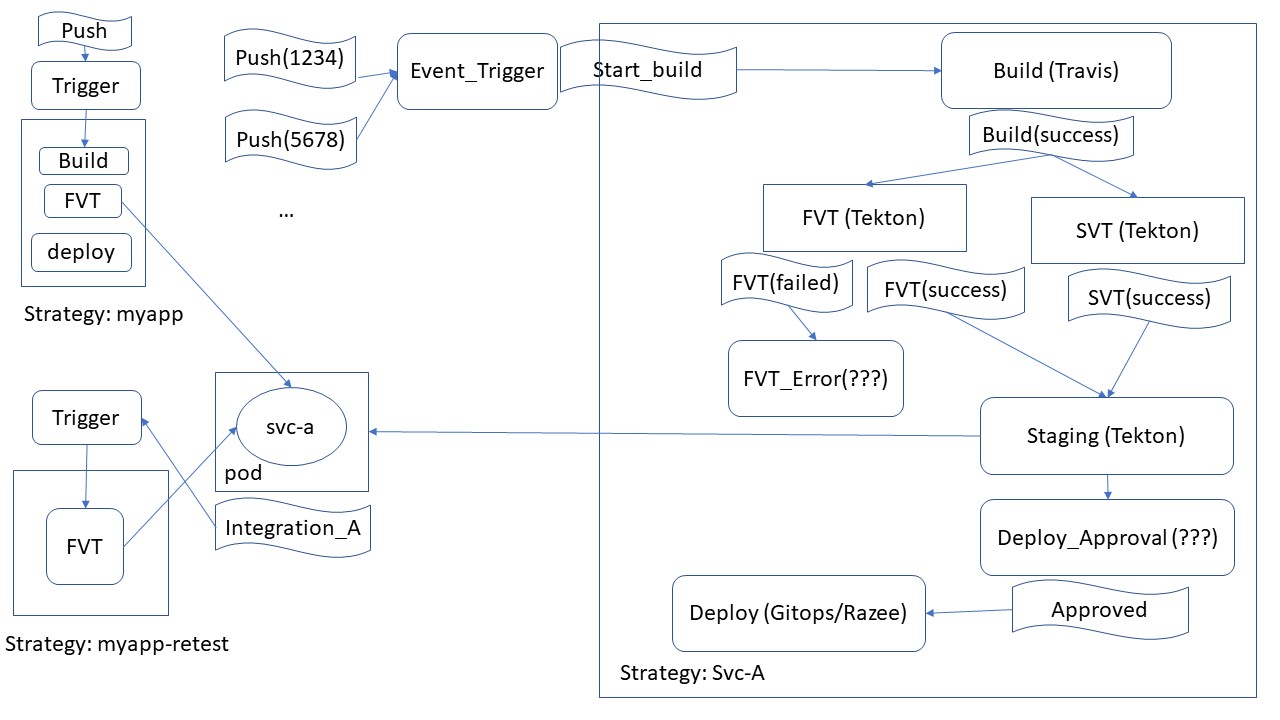 Push
Trigger
Build
FVT
deploy
Strategy: myapp
Push(1234)
Push(5678)
...
Event_Trigger
Start_build
Build (Travis)
Build(success)
FVT (Tekton)
SVT (Tekton)
FVT(failed)
FVT(success)
SVT(success)
FVT_Error(???)
Staging (Tekton)
Deploy_Approval (???)
Approved
Deploy (Gitops/Razee)
Strategy: Svc-A
svc-a
pod
Integration_A
Trigger
FVT
Strategy: myapp-retest